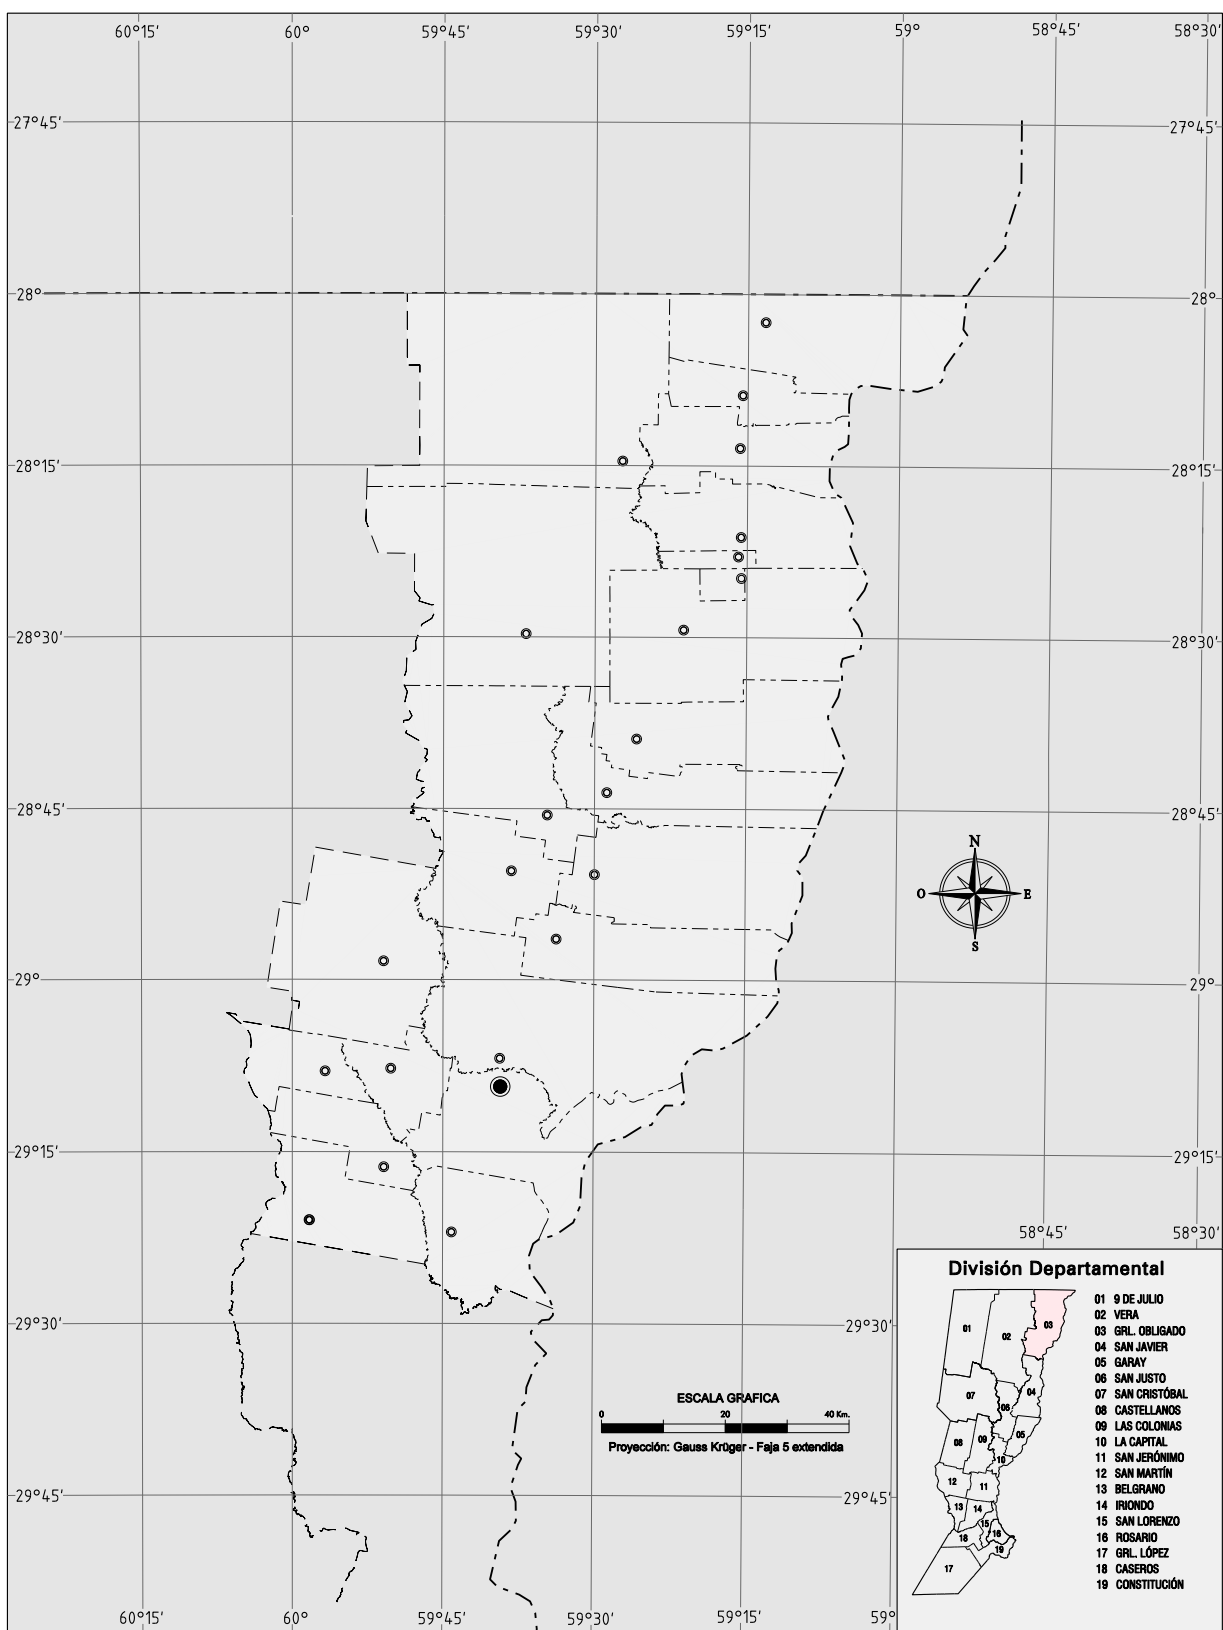 60°15' 60° 59°45' 59°30' 59°15' 59° 58°45' 58°30'
27°45' 27°45'
28° 28°
28°15' 28°15'
28°30' 28°30'
28°45' 28°45'
N
O E
S
29° 29°
29°15' 29°15'
58°45' 58°30'
29°30' 29°30'
29°45' 29°45'
60°15' 60° 59°45' 59°30' 59°15' 59°
ESCALA GRAFICA
0 20 40 Km.
Proyección: Gauss Krüger - Faja 5 extendida
División Departamental
01 9 DE JULIO
02 VERA
03 GRL. OBLIGADO
04 SAN JAVIER
05 GARAY
06 SAN JUSTO
07 SAN CRISTÓBAL
08 CASTELLANOS
09 LAS COLONIAS
10 LA CAPITAL
11 SAN JERÓNIMO
12 SAN MARTÍN
13 BELGRANO
14 IRIONDO
15 SAN LORENZO
16 ROSARIO
17 GRL. LÓPEZ
18 CASEROS
19 CONSTITUCIÓN
01 02 03
07 06 04
08 09 05
10
12 11
13 14
15
18 16
19
17